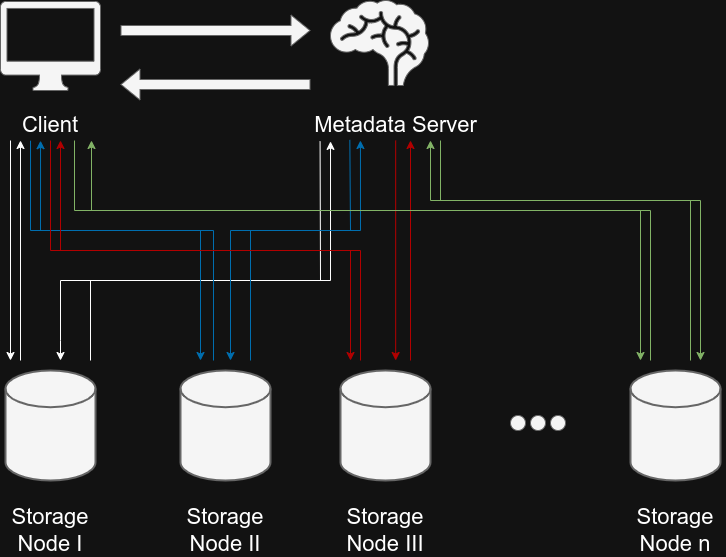 Client
Metadata Server
Storage
Node I
Storage
Node II
Storage
Node III
Storage
Node n